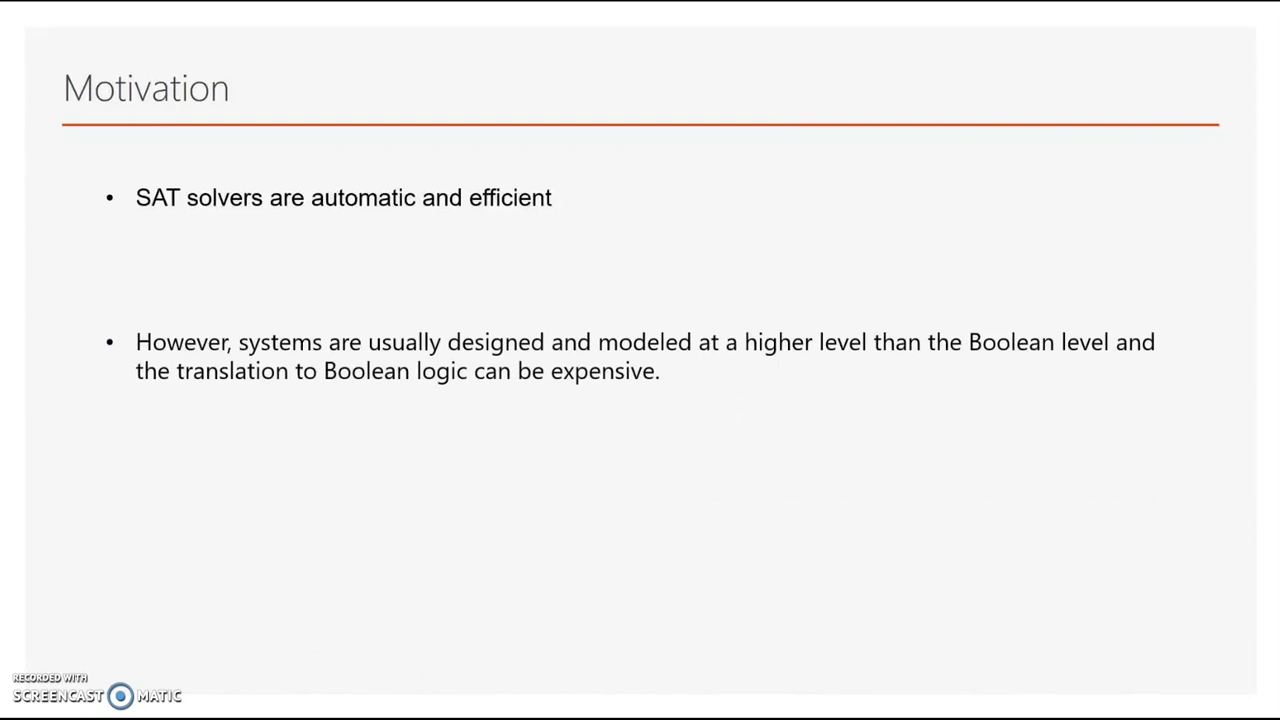 Motivation
• SAT solvers are automatic and efficient
• However, systems are usually designed and modeled at a higher level than the Boolean level and
the translation to Boolean logic can be expensive.
RECORDED WITH
SCREENCAST MATIC